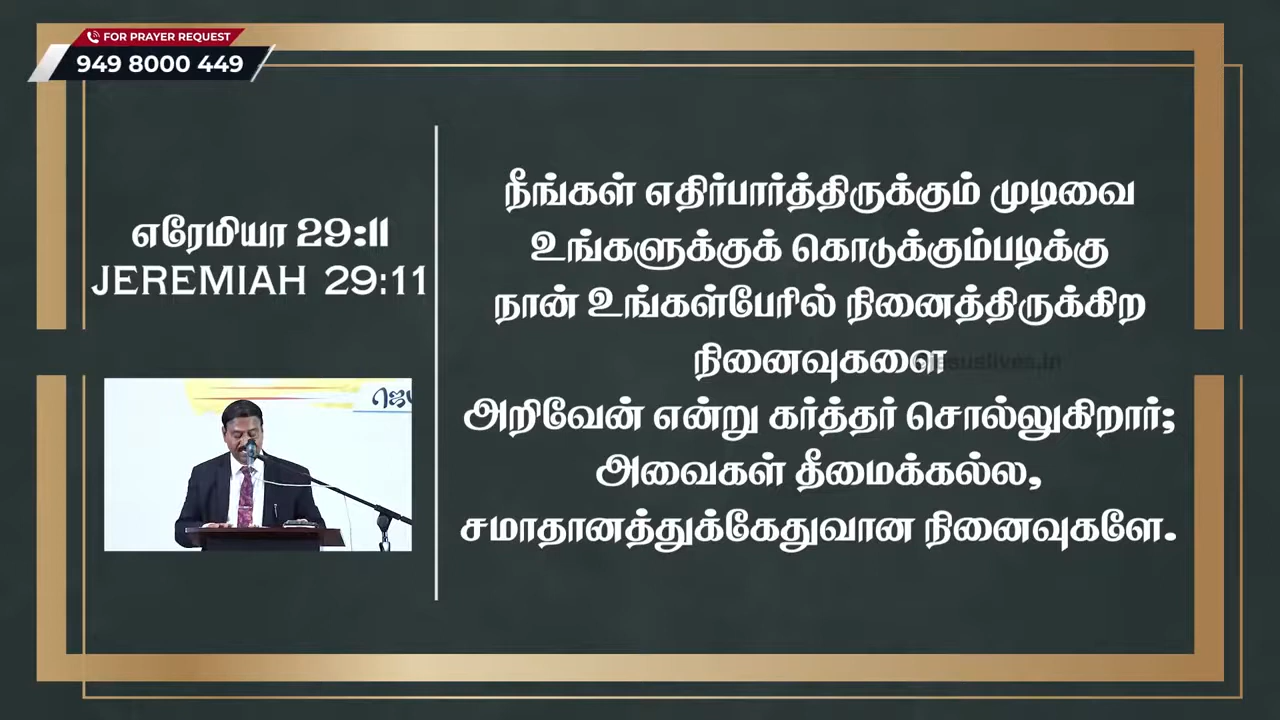 FOR PRAYER REQUEST
949 8000 449
எரேமியா 29:11
JEREMIAH 29:11
நீங்கள் எதிர்பார்த்திருக்கும் முடிவை
உங்களுக்குக் கொடுக்கும்படிக்கு
நான் உங்கள்பேரில் நினைத்திருக்கிற
நினைவுகளை
அறிவேன் என்று கர்த்தர் சொல்லுகிறார்;
அவைகள் தீமைக்கல்ல,
சமாதானத்துக்கேதுவான நினைவுகளே.